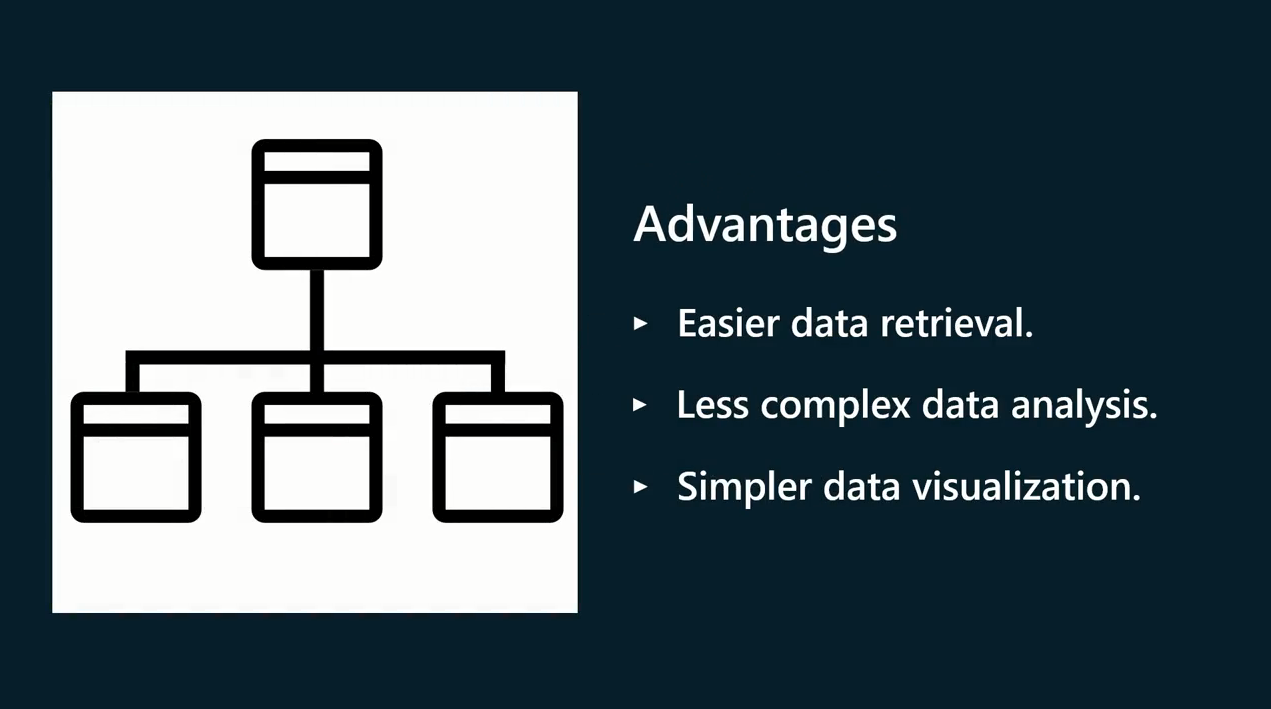 Advantages
▸ Easier data retrieval.
▸ Less complex data analysis.
▸ Simpler data visualization.